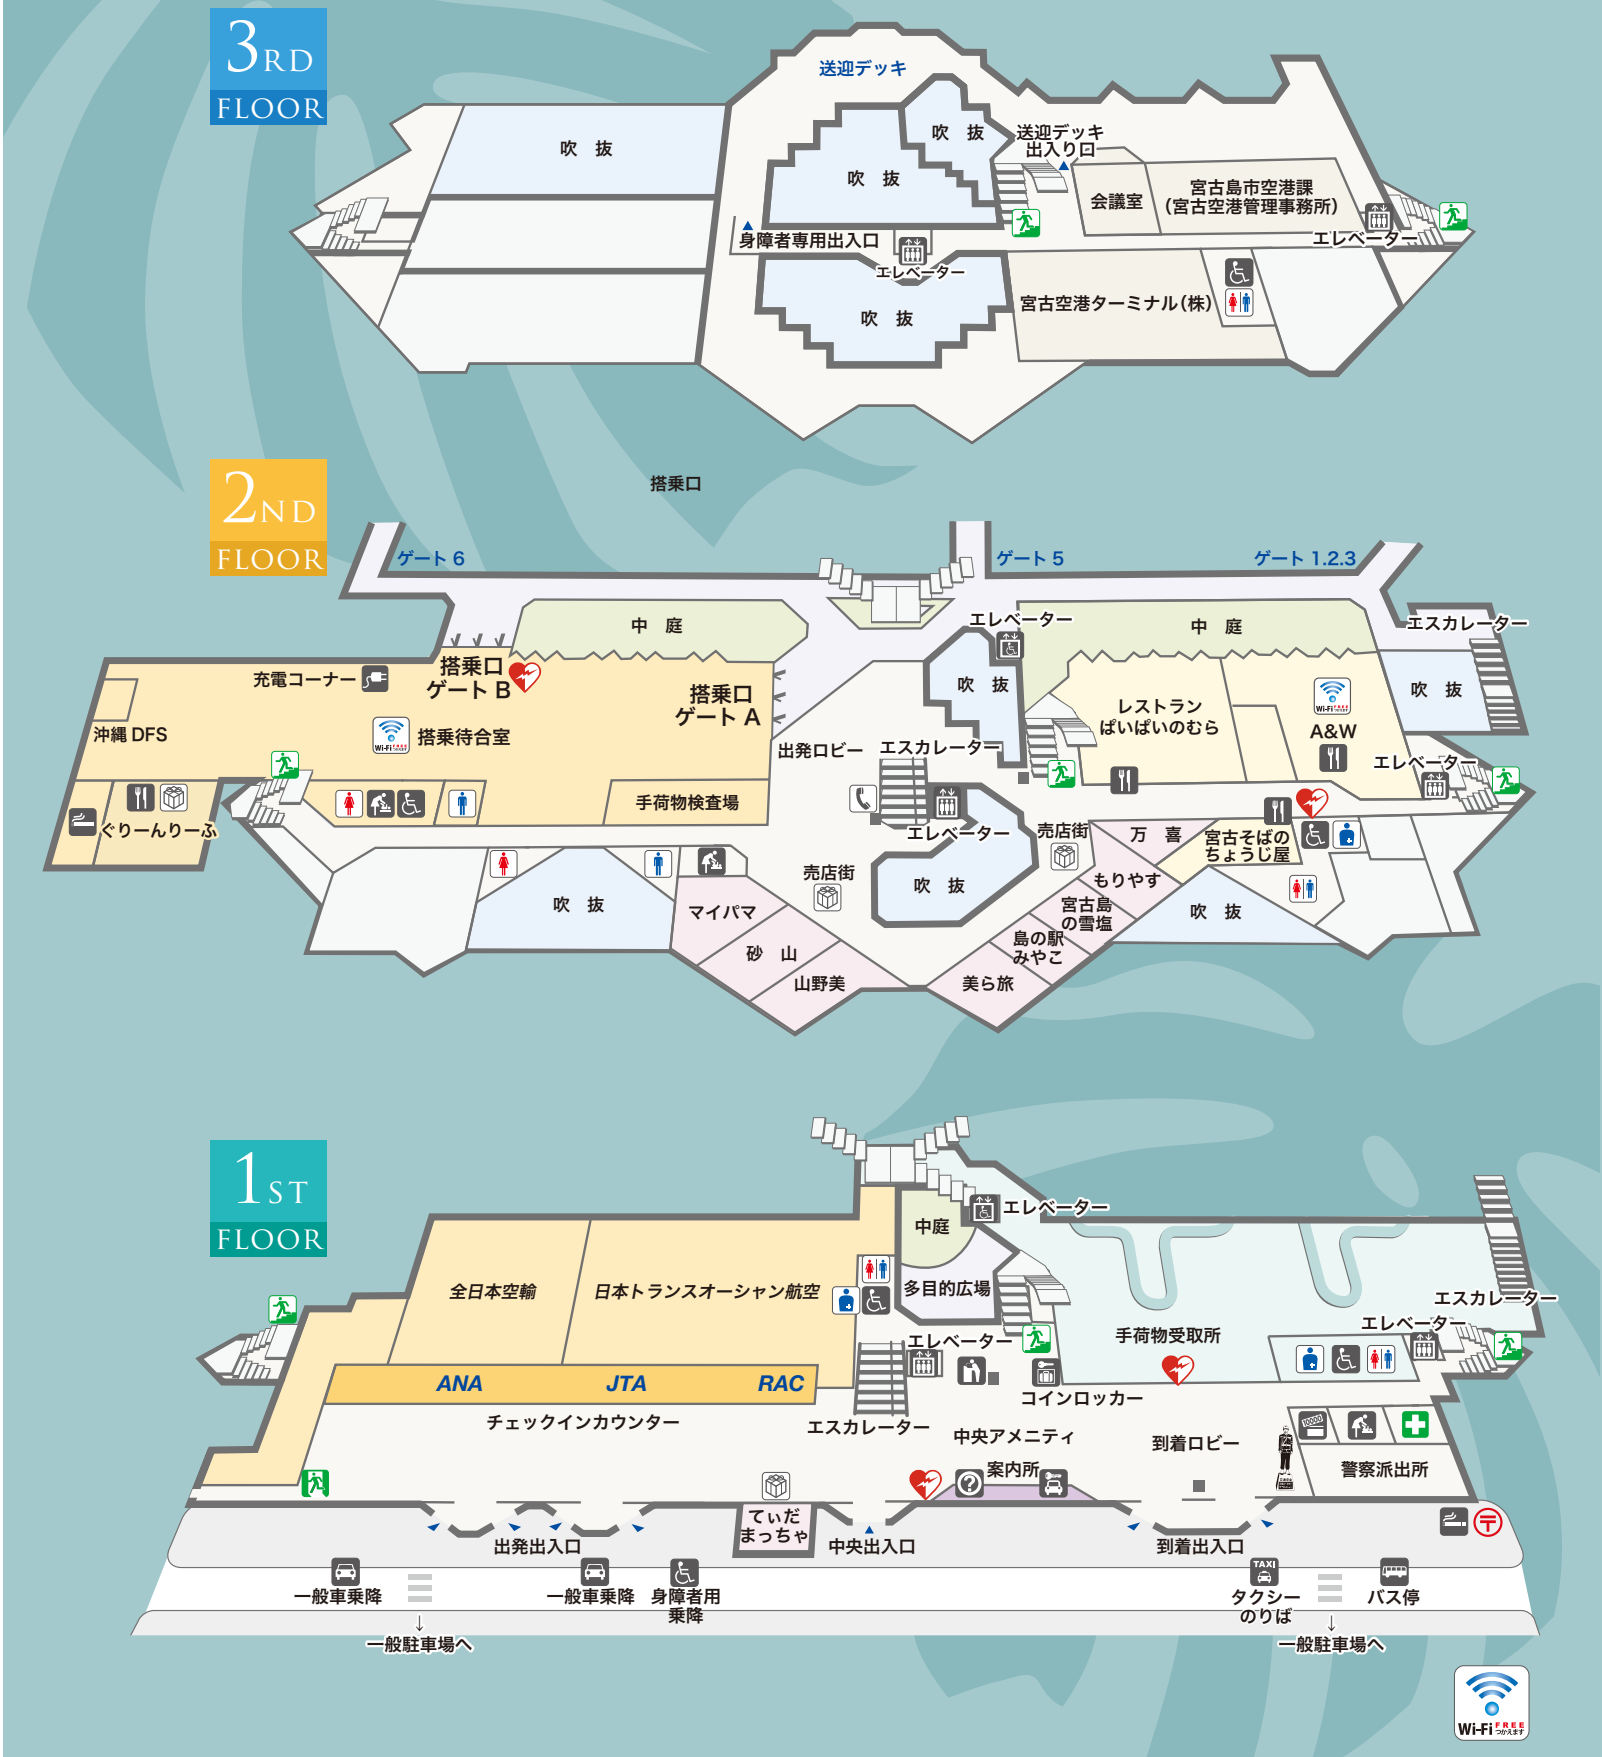 3RD
FLOOR
送迎デッキ
吹 抜
吹 抜
吹 抜
送迎デッキ
出入り口
会議室
宮古島市空港課
(宮古空港管理事務所)
エレベーター
身障者専用出入口
エレベーター
吹 抜
宮古空港ターミナル(株)
搭乗口
2ND
FLOOR
ゲート 6
ゲート 5
ゲート 1.2.3
中 庭
エレベーター
中 庭
エスカレーター
充電コーナー
搭乗口
ゲート B
搭乗口
ゲート A
吹 抜
レストラン
ぱいぱいのむら
Wi-Fi FREE
A&W
吹 抜
沖縄 DFS
Wi-Fi FREE
搭乗待合室
出発ロビー
エスカレーター
エレベーター
手荷物検査場
ぐりーんりーふ
エレベーター
売店街
万 喜
宮古そばの
ちょうじ屋
売店街
吹 抜
もりやす
吹 抜
マイパマ
宮古島
の雪塩
吹 抜
砂 山
島の駅
みやこ
山野美
美ら旅
1ST
FLOOR
エレベーター
中庭
全日本空輸
日本トランスオーシャン航空
多目的広場
エスカレーター
エレベーター
手荷物受取所
エレベーター
ANA
JTA
RAC
コインロッカー
チェックインカウンター
エスカレーター
中央アメニティ
到着ロビー
10000
案内所
警察派出所
てぃだ
まっちゃ
出発出入口
中央出入口
到着出入口
一般車乗降
一般車乗降
身障者用
乗降
TAXI
タクシー
のりば
バス停
一般駐車場へ
一般駐車場へ
Wi-Fi FREE
つかえます